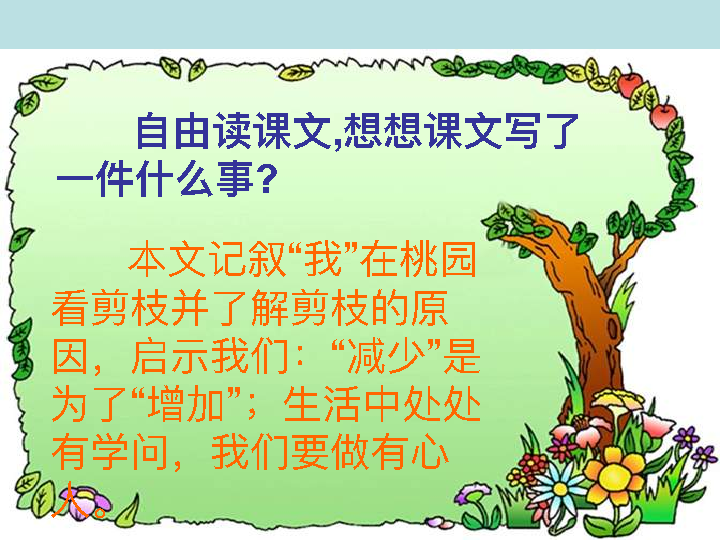 自由读课文,想想课文写了
一件什么事?
本文记叙“我”在桃园
看剪枝并了解剪枝的原
因，启示我们：“减少”是
为了“增加”；生活中处处
有学问，我们要做有心
人。